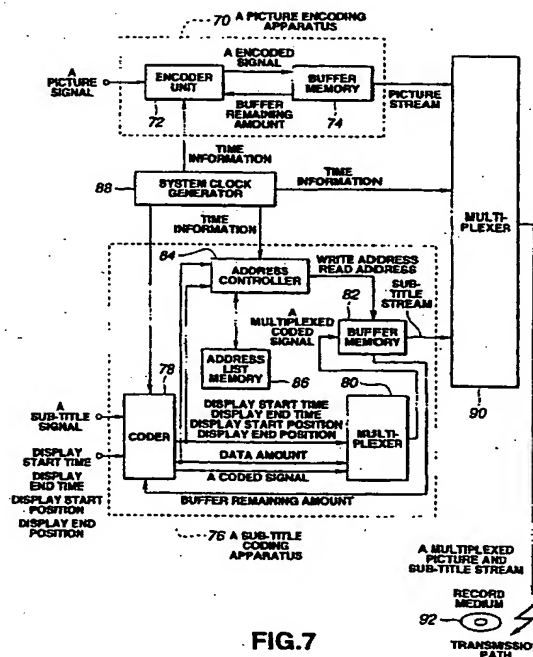 70 A PICTURE ENCODING
APPARATUS
A
PICTURE
SIGNAL
ENCODER
UNIT
72
A ENCODED
SIGNAL
BUFFER
REMAINING
AMOUNT
BUFFER
MEMORY
74
PICTURE
STREAM
TIME
INFORMATION
88
SYSTEM CLOCK
GENERATOR
TIME
INFORMATION
TIME
INFORMATION
MULTI-
PLEXER
90
84
ADDRESS
CONTROLLER
WRITE ADDRESS
READ ADDRESS
82
SUB-
TITLE
STREAM
A
MULTIPLEXED
CODED
SIGNAL
BUFFER
MEMORY
ADDRESS
LIST
MEMORY
86
78
80
A
SUB-TITLE
SIGNAL
DISPLAY
START TIME
DISPLAY
END TIME
DISPLAY START
POSITION
DISPLAY END
POSITION
CODER
DISPLAY START TIME
DISPLAY END TIME
DISPLAY START POSITION
DISPLAY END POSITION
DATA AMOUNT
A CODED SIGNAL
MULTI-
PLEXER
BUFFER REMAINING AMOUNT
76 A SUB-TITLE
CODING
APPARATUS
A MULTIPLEXED
PICTURE AND
SUB-TITLE STREAM
RECORD
MEDIUM
92
TRANSMISSION
PATH
FIG.7